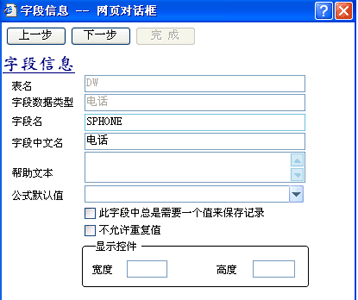 字段信息 -- 网页对话框
上一步 下一步 完成
字段信息
表名 DW
字段数据类型 电话
字段名 SPHONE
字段中文名 电话
帮助文本
公式默认值
此字段中总是需要一个值来保存记录
不允许重复值
显示控件
宽度 高度